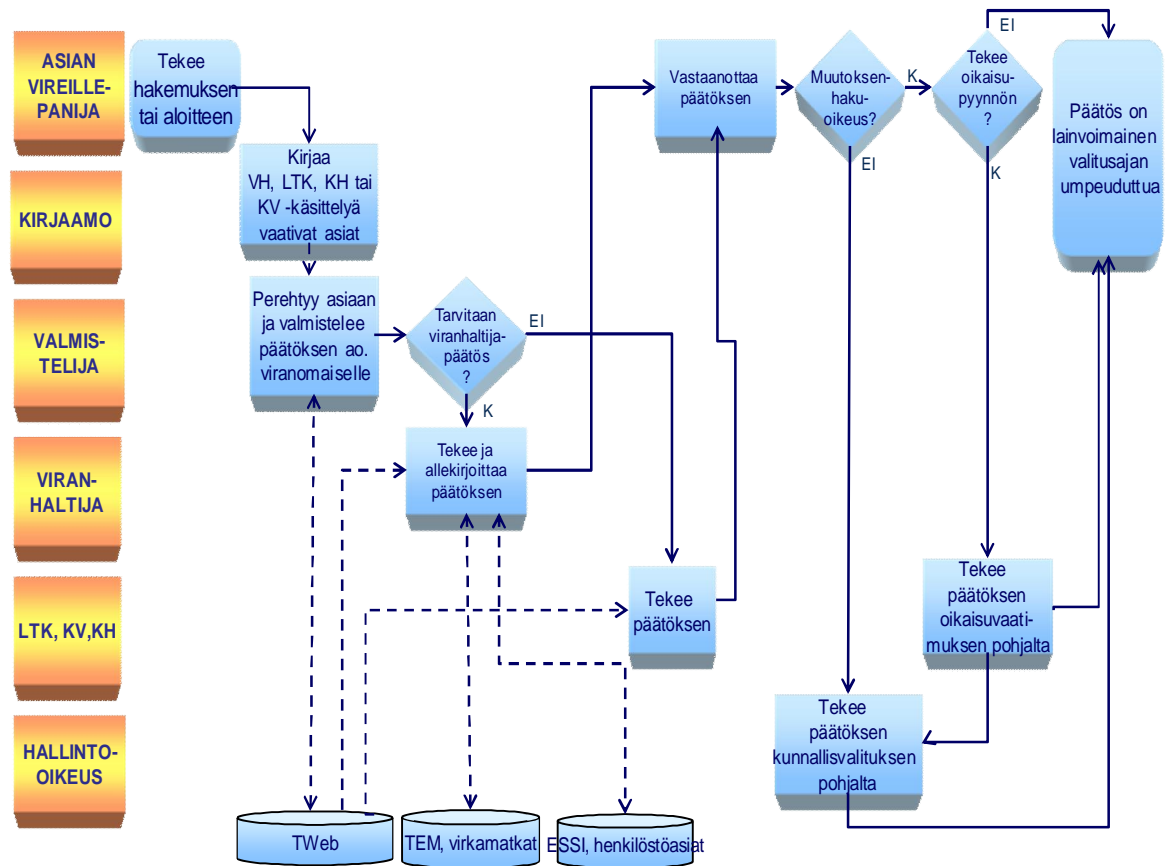 ASIAN
VIREILLE-
PANIJA
Tekee
hakemuksen
tai aloitteen
Vastaanottaa
päätöksen
Muutoksen-
haku-
oikeus?
K
EI
Tekee
oikaisu-
pyynnön
?
EI
K
Päätös on
lainvoimainen
valitusajan
umpeuduttua
KIRJAAMO
Kirjaa
VH, LTK, KH tai
KV -käsittelyä
vaativat asiat
VALMIS-
TELIJA
Perehtyy asiaan
ja valmistelee
päätöksen ao.
viranomaiselle
Tarvitaan
viranhaltija-
päätös
?
EI
K
VIRAN-
HALTIJA
Tekee ja
allekirjoittaa
päätöksen
LTK, KV,KH
Tekee
päätöksen
Tekee
päätöksen
oikaisuvaati-
muksen pohjalta
HALLINTO-
OIKEUS
Tekee
päätöksen
kunnallisvalituksen
pohjalta
TWeb
TEM, virkamatkat
ESSI, henkilöstöasiat